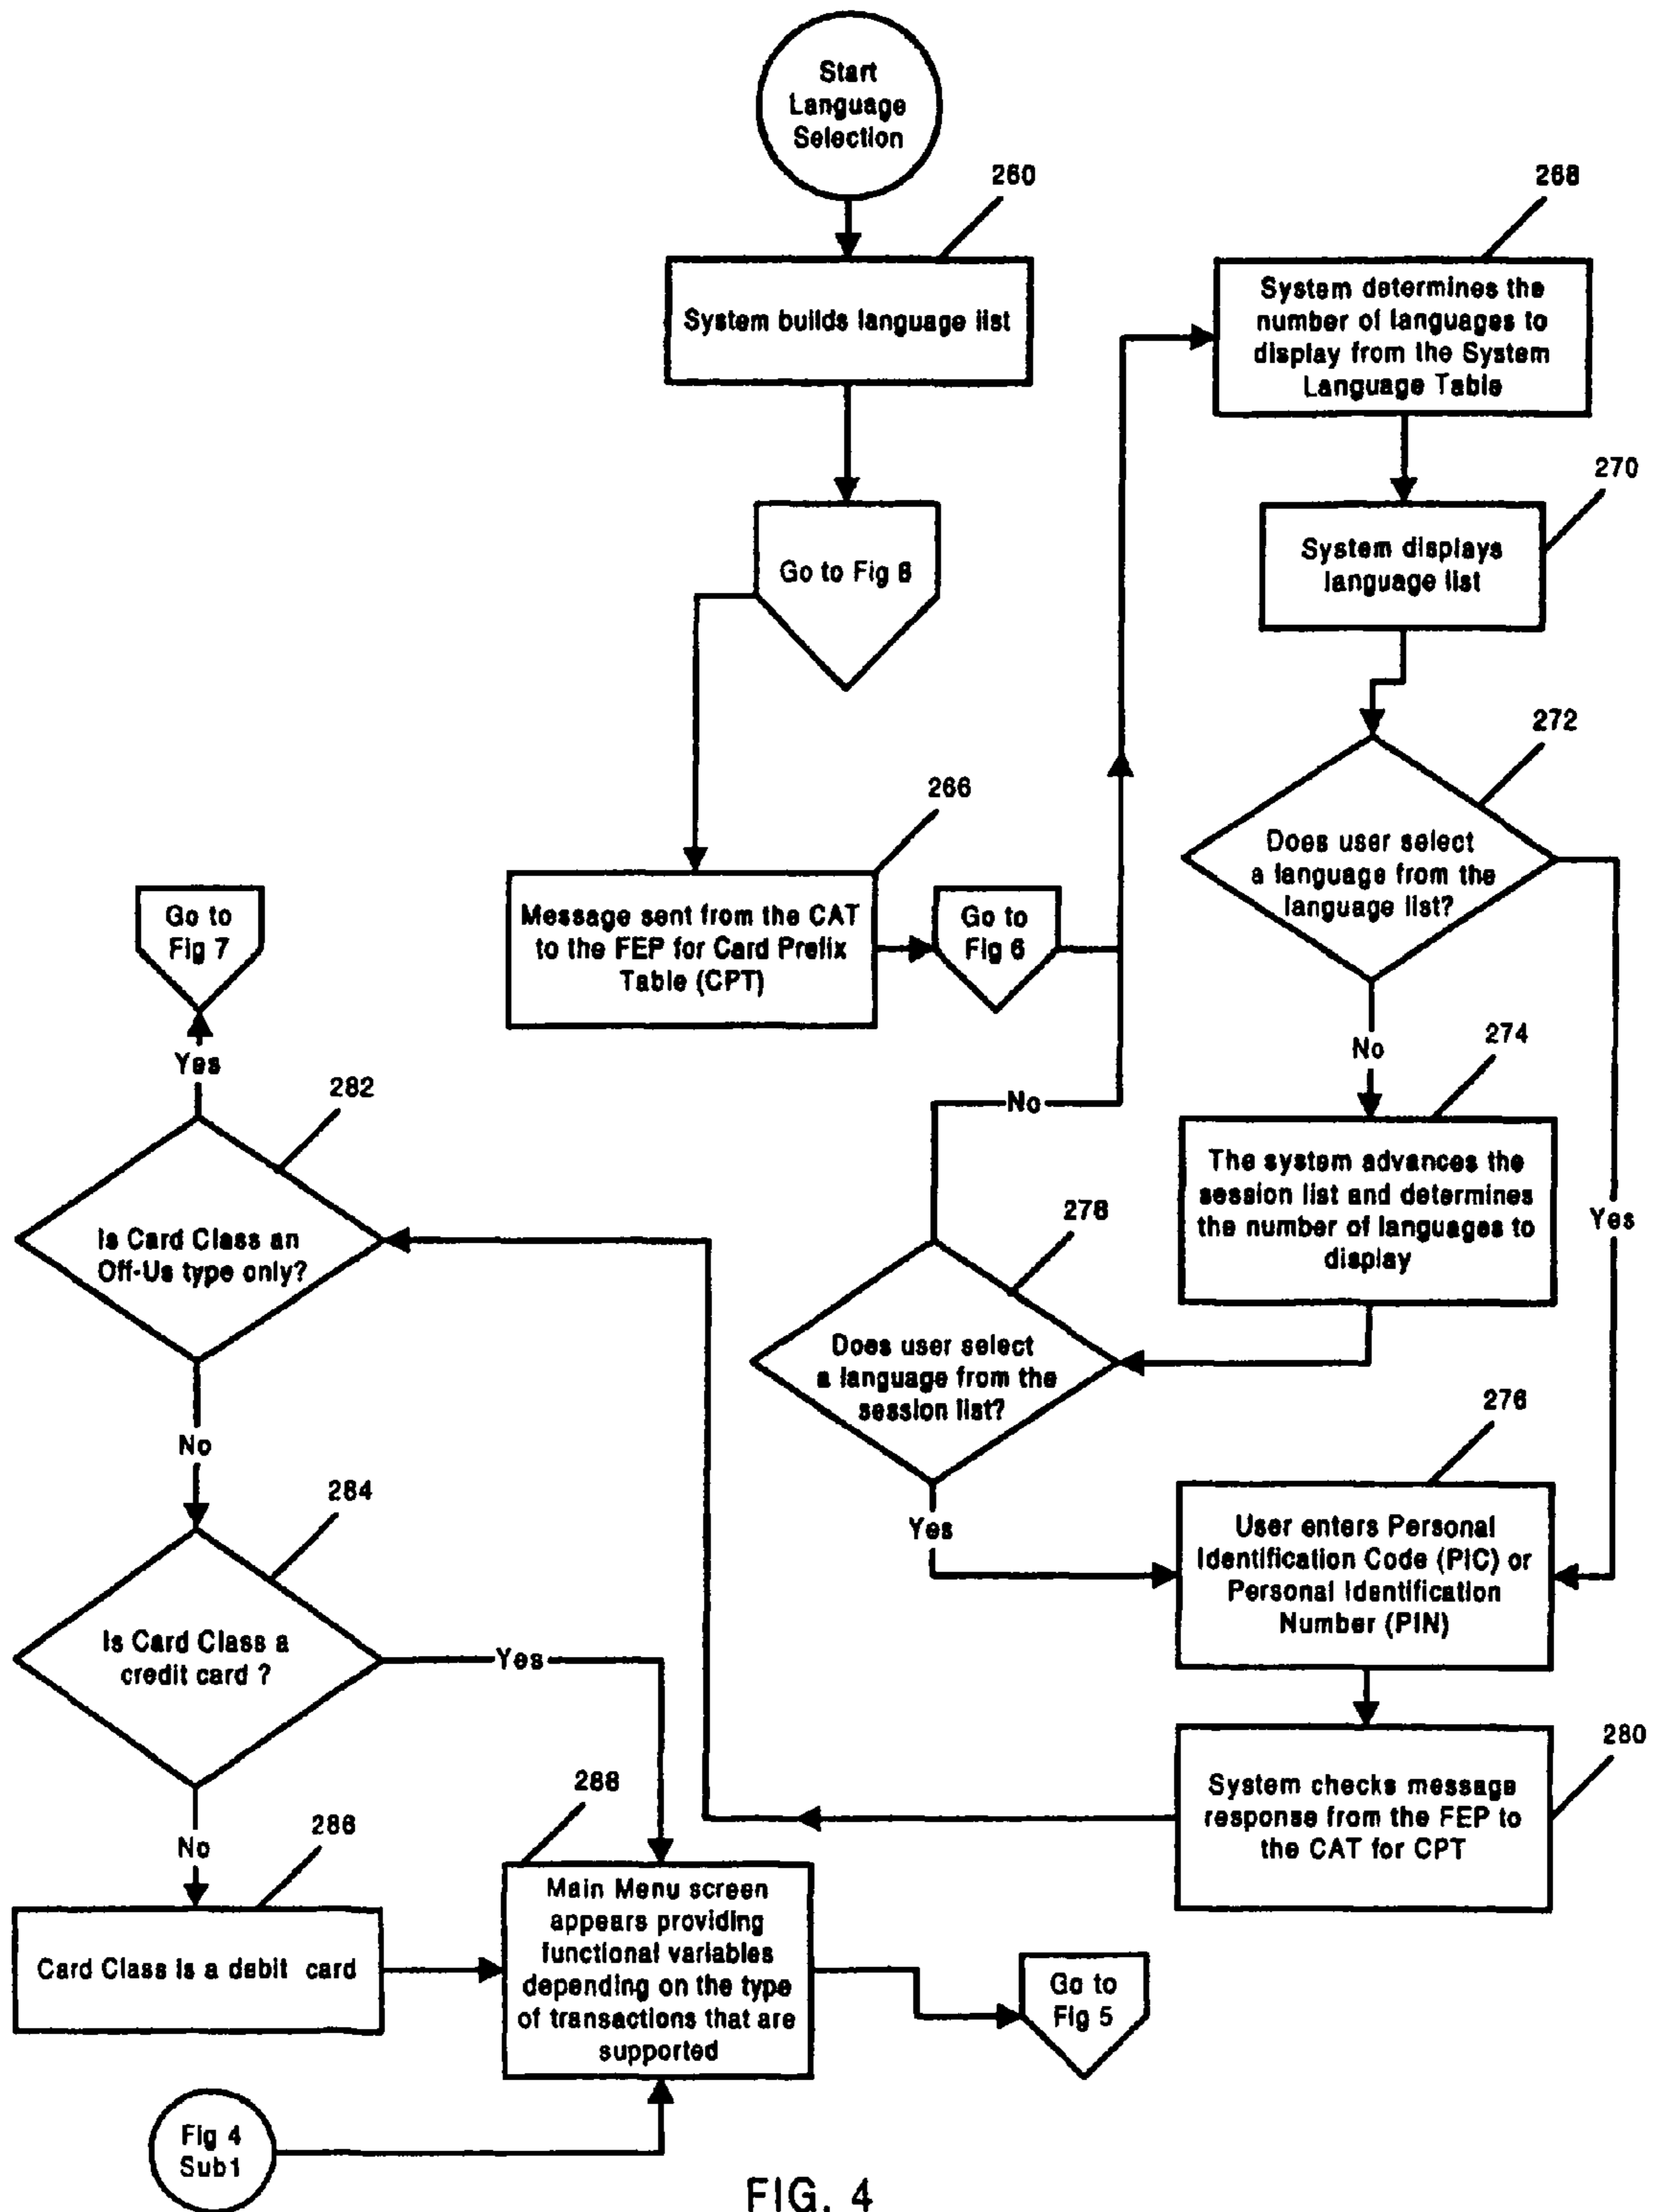 Start
Language
Selection
260
System builds language list
Go to Fig 8
268
System determines the
number of languages to
display from the System
Language Table
270
System displays
language list
272
Does user select
a language from the
language list?
266
Message sent from the CAT
to the FEP for Card Prefix
Table (CPT)
Go to
Fig 6
Go to
Fig 7
Yes
282
Is Card Class an
Off-Us type only?
No
No
274
The system advances the
session list and determines
the number of languages to
display
Yes
278
Does user select
a language from the
session list?
Yes
276
User enters Personal
Identification Code (PIC) or
Personal Identification
Number (PIN)
No
284
Is Card Class a
credit card ?
Yes
280
System checks message
response from the FEP to
the CAT for CPT
No
286
Card Class is a debit card
288
Main Menu screen
appears providing
functional variables
depending on the type
of transactions that are
supported
Go to
Fig 5
Fig 4
Sub1
FIG. 4